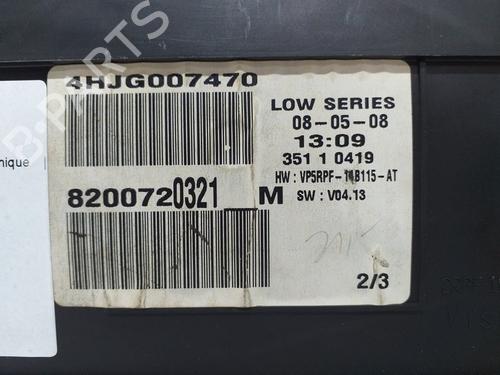 B-PARTS
4HJG007470
LOW SERIES
08-05-08
13:09
351 1 0419
HW : VP5RPF-14B115-AT
8200720321__M
SW : V04.13
nique
2/3